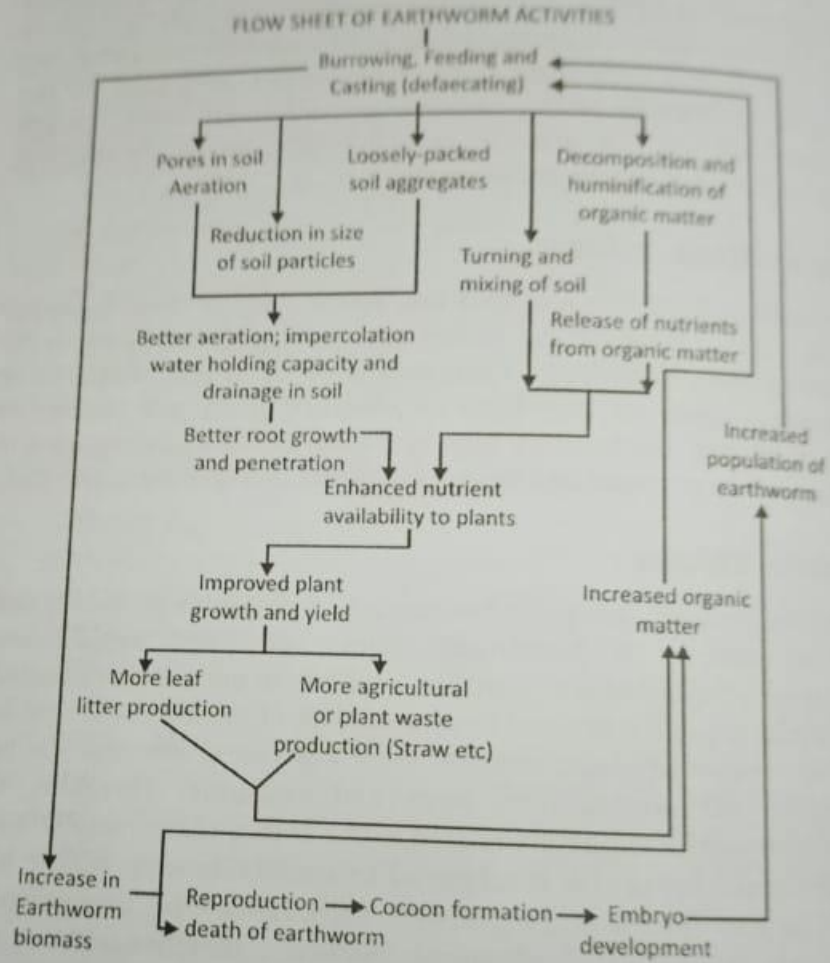 FLOW SHEET OF EARTHWORM ACTIVITIES
Burrowing, Feeding and
Casting (defaecating)
Pores in soil
Aeration
Loosely-packed
soil aggregates
Decomposition and
huminification of
organic matter
Reduction in size
of soil particles
Turning and
mixing of soil
Release of nutrients
from organic matter
Better aeration; impercolation
water holding capacity and
drainage in soil
Better root growth
and penetration
Increased
population of
earthworm
Enhanced nutrient
availability to plants
Improved plant
growth and yield
Increased organic
matter
More leaf
litter production
More agricultural
or plant waste
production (Straw etc)
Increase in
Earthworm
biomass
Reproduction
death of earthworm
Cocoon formation
Embryo
development